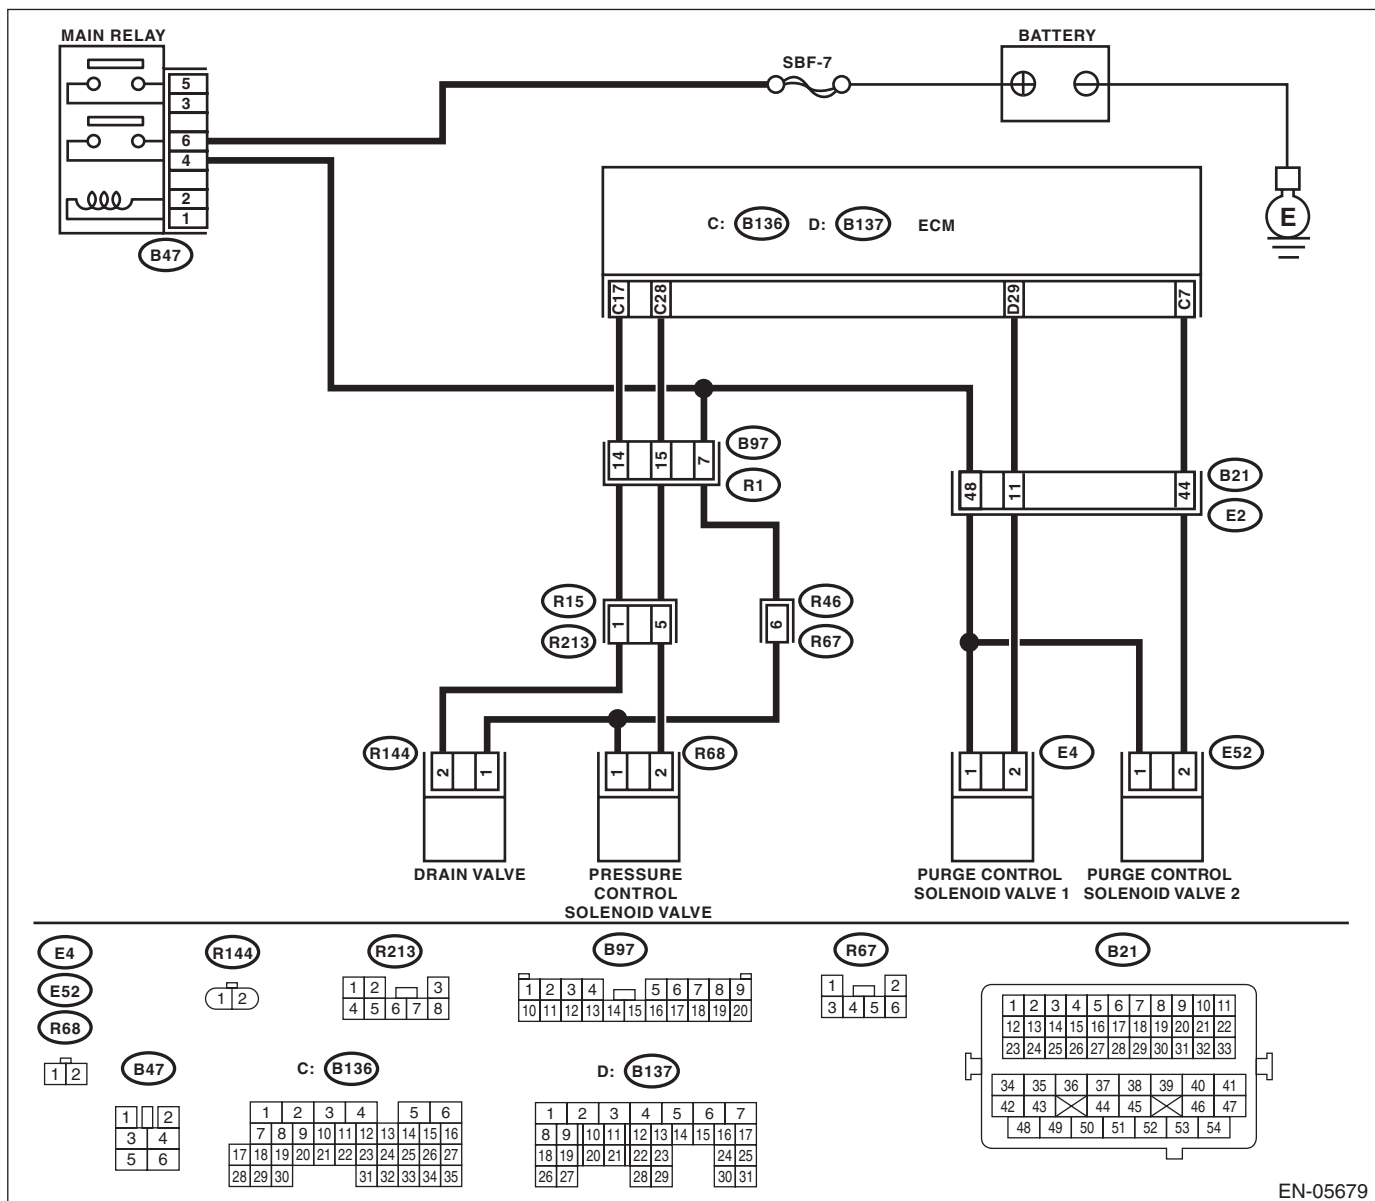 MAIN RELAY
BATTERY
SBF-7
5
3
6
4
2
1
B47
E
C: B136 D: B137 ECM
C17 C28 D29 C7
14 15 7
B97
R1
48 11 44
B21
E2
R15
R213
1 5
6
R46
R67
R144
2 1
1 2
R68
1 2
E4
1 2
E52
DRAIN VALVE
PRESSURE
CONTROL
SOLENOID VALVE
PURGE CONTROL
SOLENOID VALVE 1
PURGE CONTROL
SOLENOID VALVE 2
E4
E52
R68
1 2
R144
1 2
R213
1 2 3
4 5 6 7 8
B97
1 2 3 4 5 6 7 8 9
10 11 12 13 14 15 16 17 18 19 20
R67
1 2
3 4 5 6
B21
1 2 3 4 5 6 7 8 9 10 11
12 13 14 15 16 17 18 19 20 21 22
23 24 25 26 27 28 29 30 31 32 33
34 35 36 37 38 39 40 41
42 43 44 45 46 47
48 49 50 51 52 53 54
B47
1 2
3 4
5 6
C: B136
1 2 3 4 5 6
7 8 9 10 11 12 13 14 15 16
17 18 19 20 21 22 23 24 25 26 27
28 29 30 31 32 33 34 35
D: B137
1 2 3 4 5 6 7
8 9 10 11 12 13 14 15 16 17
18 19 20 21 22 23 24 25
26 27 28 29 30 31
EN-05679